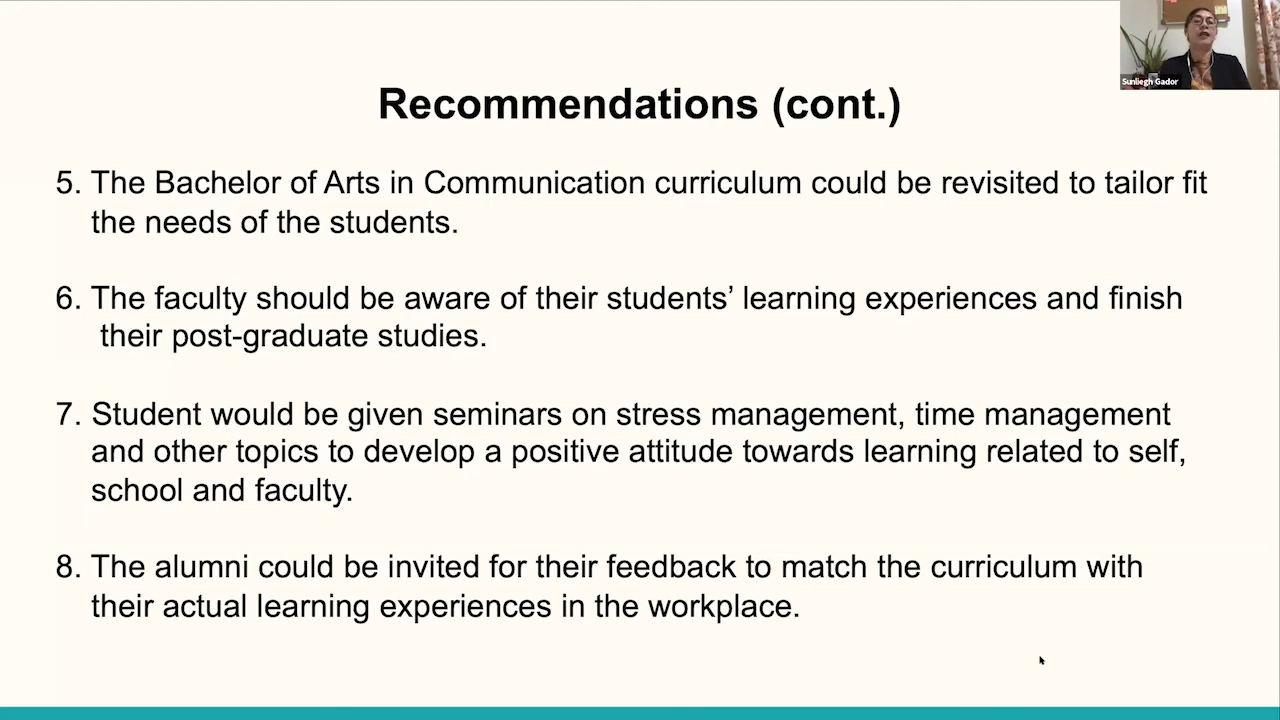 Sunliegh Gador
Recommendations (cont.)
5. The Bachelor of Arts in Communication curriculum could be revisited to tailor fit
the needs of the students.
6. The faculty should be aware of their students’ learning experiences and finish
their post-graduate studies.
7. Student would be given seminars on stress management, time management
and other topics to develop a positive attitude towards learning related to self,
school and faculty.
8. The alumni could be invited for their feedback to match the curriculum with
their actual learning experiences in the workplace.